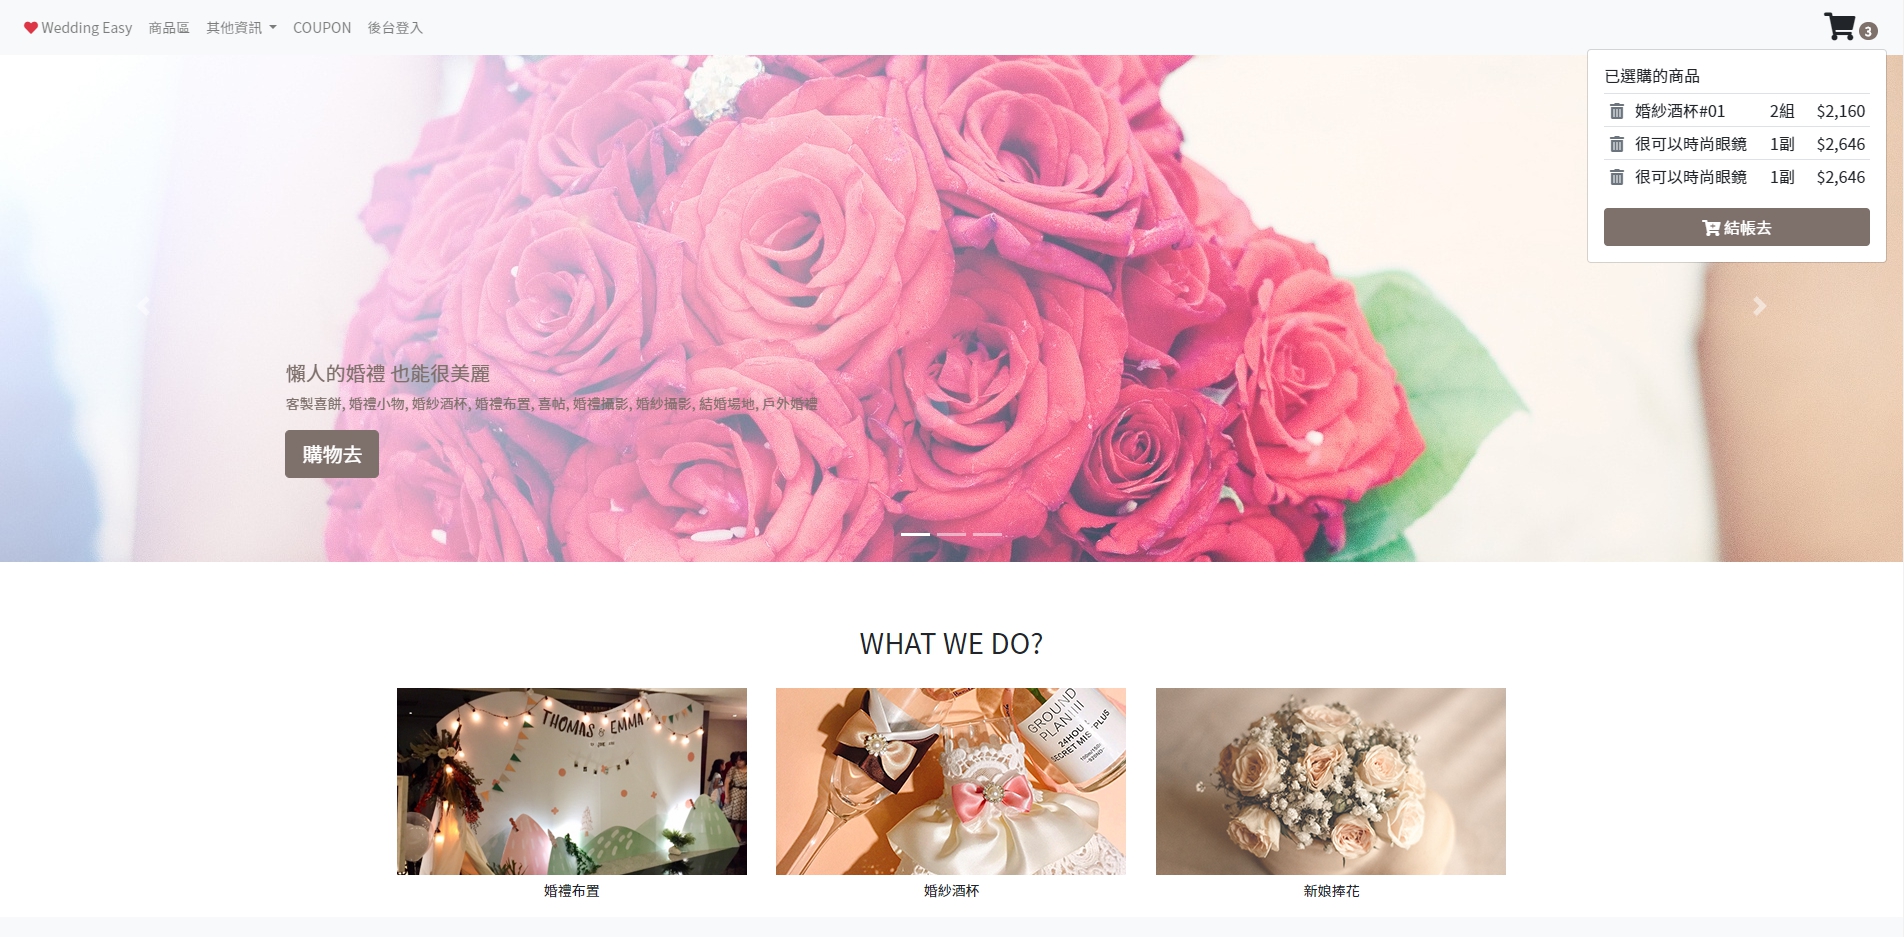 Wedding Easy 商品區 其他資訊 COUPON 後台登入
3
已選購的商品
婚紗酒杯#01 2組 $2,160
很可以時尚眼鏡 1副 $2,646
很可以時尚眼鏡 1副 $2,646
結帳去
懶人的婚禮 也能很美麗
客製喜餅, 婚禮小物, 婚紗酒杯, 婚禮布置, 喜帖, 婚禮攝影, 婚紗攝影, 結婚場地, 戶外婚禮
購物去
WHAT WE DO?
THOMAS & EMMA
GROUND
PLAN
24HOU
PLUS
SECRET MIS
婚禮布置
婚紗酒杯
新娘捧花